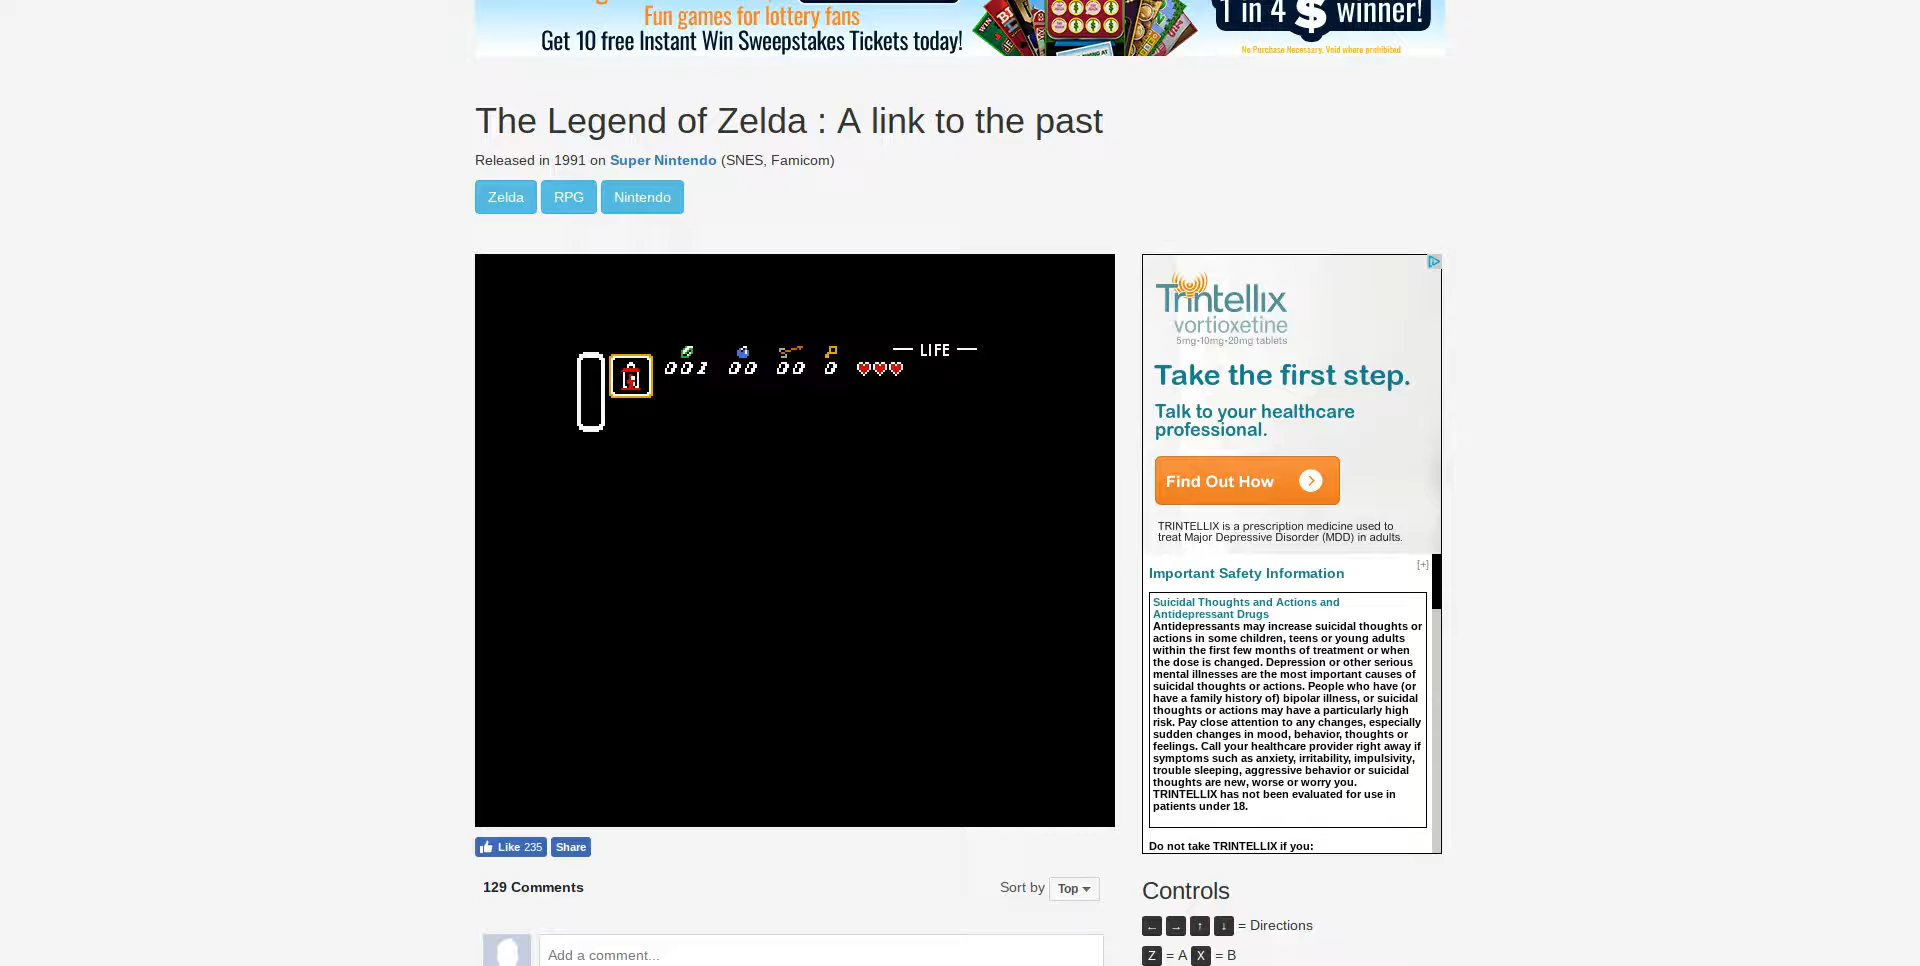 Fun games for lottery fans
Get 10 free Instant Win Sweepstakes Tickets today!
1 in 4 $ winner!
No Purchase Necessary. Void where prohibited
The Legend of Zelda : A link to the past
Released in 1991 on Super Nintendo (SNES, Famicom)
Zelda RPG Nintendo
LIFE
001 00 00 0
Trintellix
vortioxetine
5mg•10mg•20mg tablets
Take the first step.
Talk to your healthcare
professional.
Find Out How
TRINTELLIX is a prescription medicine used to
treat Major Depressive Disorder (MDD) in adults.
[+]
Important Safety Information
Suicidal Thoughts and Actions and
Antidepressant Drugs
Antidepressants may increase suicidal thoughts or
actions in some children, teens or young adults
within the first few months of treatment or when
the dose is changed. Depression or other serious
mental illnesses are the most important causes of
suicidal thoughts or actions. People who have (or
have a family history of) bipolar illness, or suicidal
thoughts or actions may have a particularly high
risk. Pay close attention to any changes, especially
sudden changes in mood, behavior, thoughts or
feelings. Call your healthcare provider right away if
symptoms such as anxiety, irritability, impulsivity,
trouble sleeping, aggressive behavior or suicidal
thoughts are new, worse or worry you.
TRINTELLIX has not been evaluated for use in
patients under 18.
Do not take TRINTELLIX if you:
Like 235 Share
129 Comments
Sort by Top
Add a comment...
Controls
← → ↑ ↓ = Directions
Z = A X = B